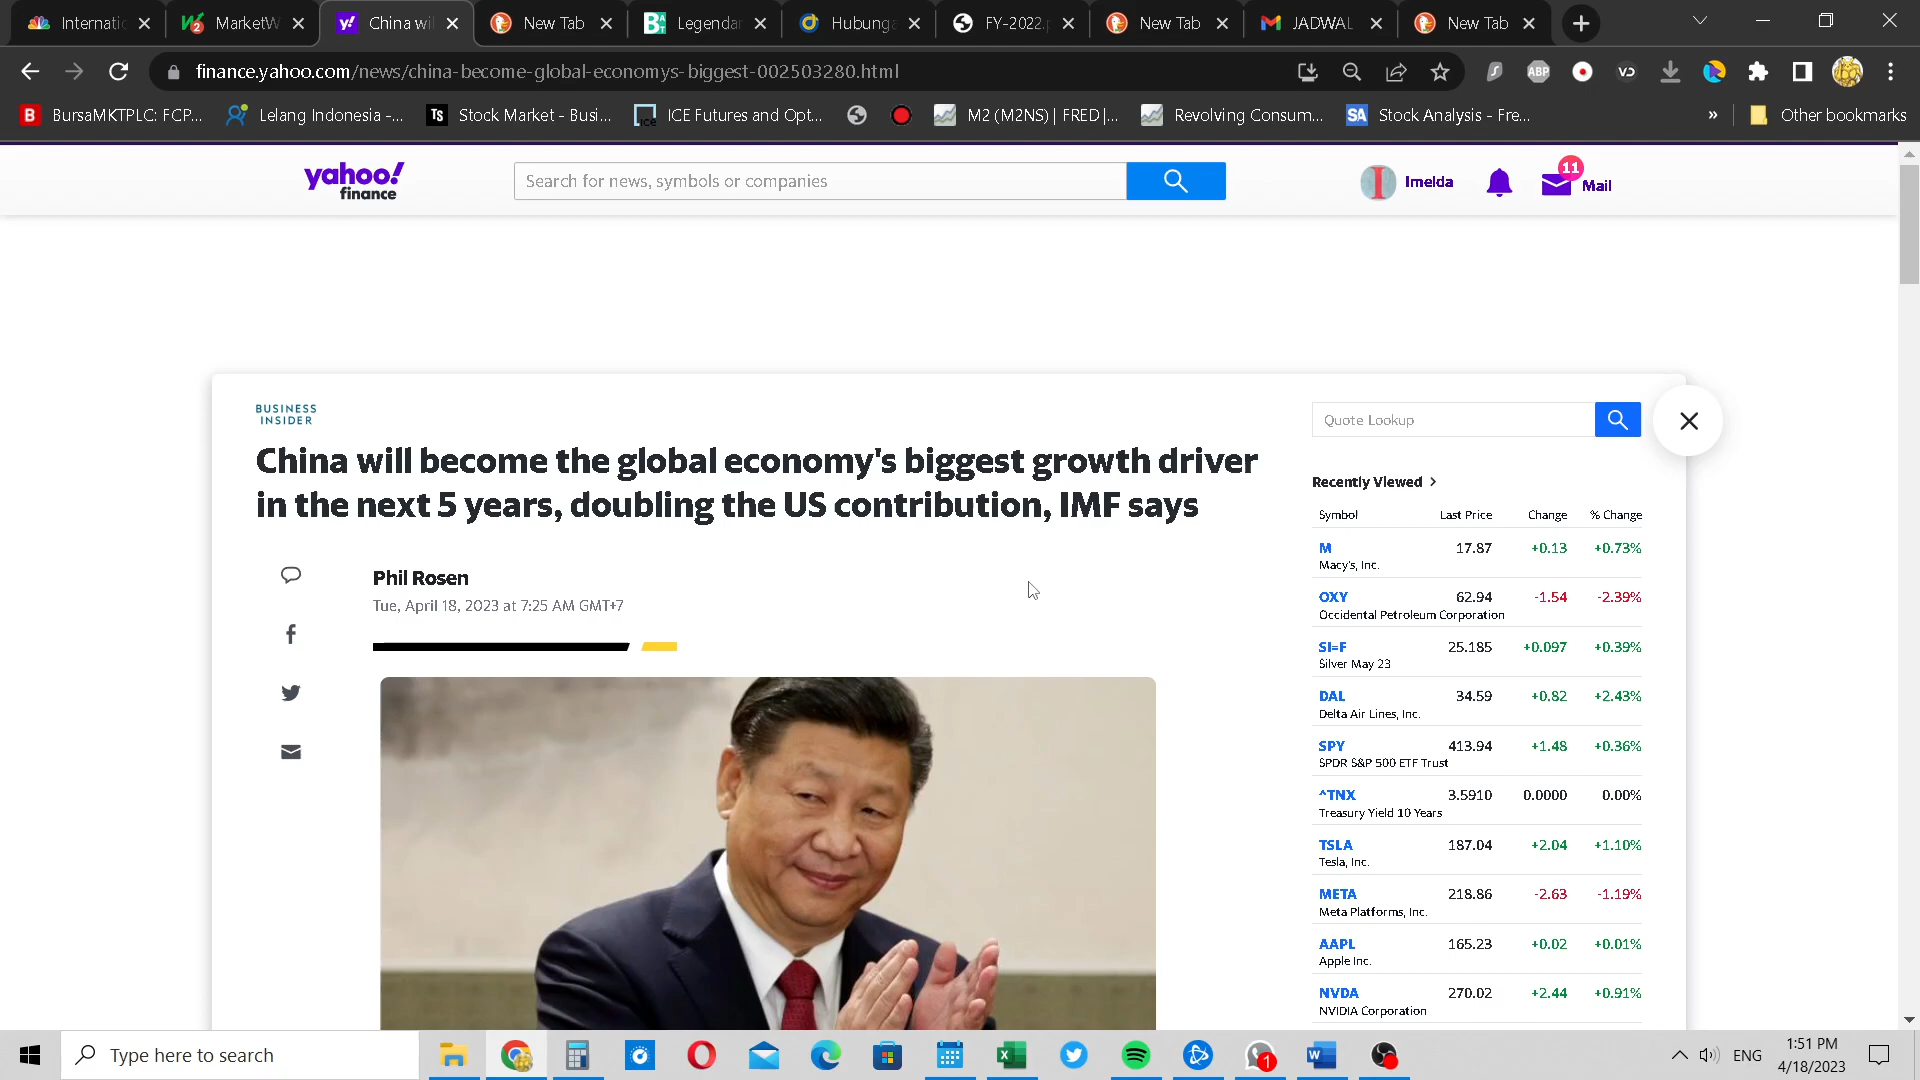 Internatio
MarketW
China wil
New Tab
Legendar
Hubunga
FY-2022.p
New Tab
JADWAL
New Tab
finance.yahoo.com/news/china-become-global-economys-biggest-002503280.html
ABP
BursaMKTPLC: FCP...
Lelang Indonesia -...
Ts
Stock Market - Busi...
ICE Futures and Opt...
M2 (M2NS) | FRED |...
Revolving Consum...
SA
Stock Analysis - Fre...
»
Other bookmarks
yahoo!
finance
Search for news, symbols or companies
Imelda
11
Mail
BUSINESS
INSIDER
China will become the global economy's biggest growth driver
in the next 5 years, doubling the US contribution, IMF says
Phil Rosen
Tue, April 18, 2023 at 7:25 AM GMT+7
Quote Lookup
Recently Viewed >
Symbol Last Price Change % Change
M 17.87 +0.13 +0.73%
Macy's, Inc.
OXY 62.94 -1.54 -2.39%
Occidental Petroleum Corporation
SI=F 25.185 +0.097 +0.39%
Silver May 23
DAL 34.59 +0.82 +2.43%
Delta Air Lines, Inc.
SPY 413.94 +1.48 +0.36%
SPDR S&P 500 ETF Trust
^TNX 3.5910 0.0000 0.00%
Treasury Yield 10 Years
TSLA 187.04 +2.04 +1.10%
Tesla, Inc.
META 218.86 -2.63 -1.19%
Meta Platforms, Inc.
AAPL 165.23 +0.02 +0.01%
Apple Inc.
NVDA 270.02 +2.44 +0.91%
NVIDIA Corporation
Type here to search
1
ENG
1:51 PM
4/18/2023